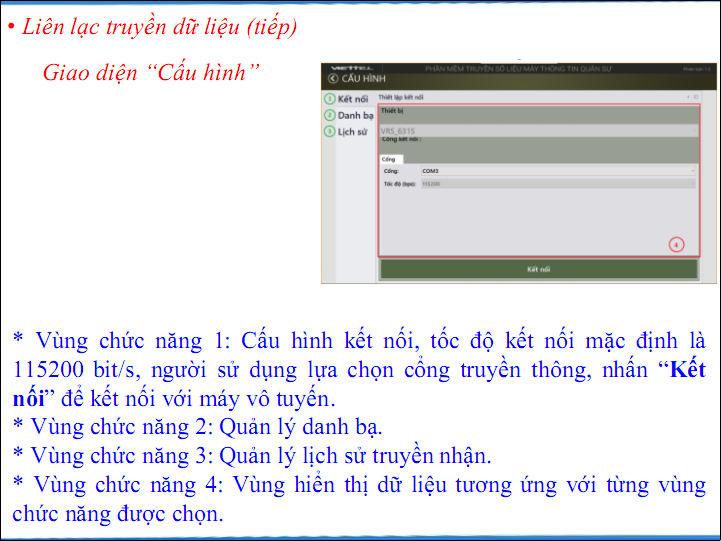 • Liên lạc truyền dữ liệu (tiếp)
Giao diện “Cấu hình”
VIETTEL
PHẦN MỀM TRUYỀN SỐ LIỆU MÁY THÔNG TIN QUÂN SỰ
CẤU HÌNH
1 Kết nối
2 Danh bạ
3 Lịch sử
Thiết lập kết nối
Thiết bị
VRS_631S
Cổng kết nối :
Cổng
Cổng: COM3
Tốc độ (bps): 115200
4
Kết nối
* Vùng chức năng 1: Cấu hình kết nối, tốc độ kết nối mặc định là
115200 bit/s, người sử dụng lựa chọn cổng truyền thông, nhấn “Kết
nối” để kết nối với máy vô tuyến.
* Vùng chức năng 2: Quản lý danh bạ.
* Vùng chức năng 3: Quản lý lịch sử truyền nhận.
* Vùng chức năng 4: Vùng hiển thị dữ liệu tương ứng với từng vùng
chức năng được chọn.